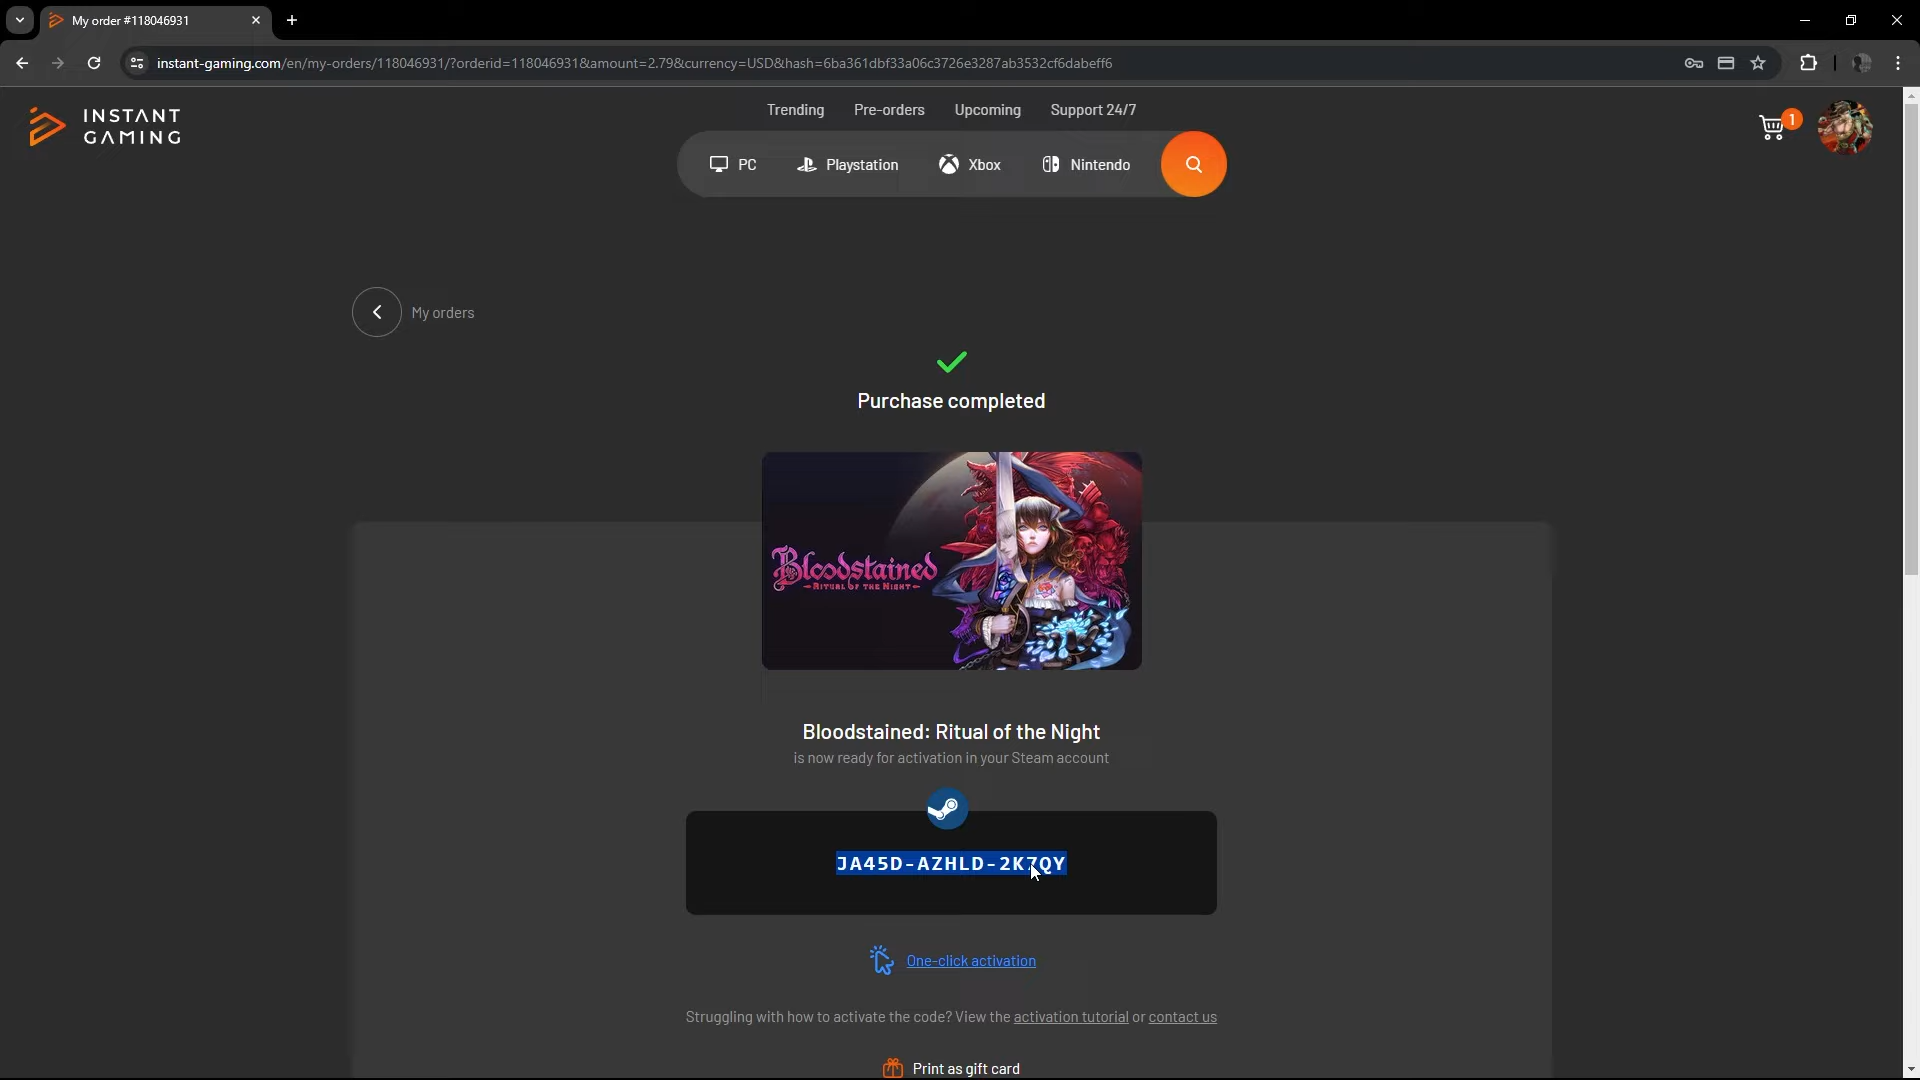 My order #118046931
instant-gaming.com/en/my-orders/118046931/?orderid=118046931&amount=2.79&currency=USD&hash=6ba361dbf33a06c3726e3287ab3532cf6dabeff6
INSTANT
GAMING
Trending Pre-orders Upcoming Support 24/7
1
PC Playstation Xbox Nintendo
My orders
Purchase completed
Bloodstained
RITUAL OF THE NIGHT
Bloodstained: Ritual of the Night
is now ready for activation in your Steam account
JA45D-AZHLD-2K7QY
One-click activation
Struggling with how to activate the code? View the activation tutorial or contact us
Print as gift card